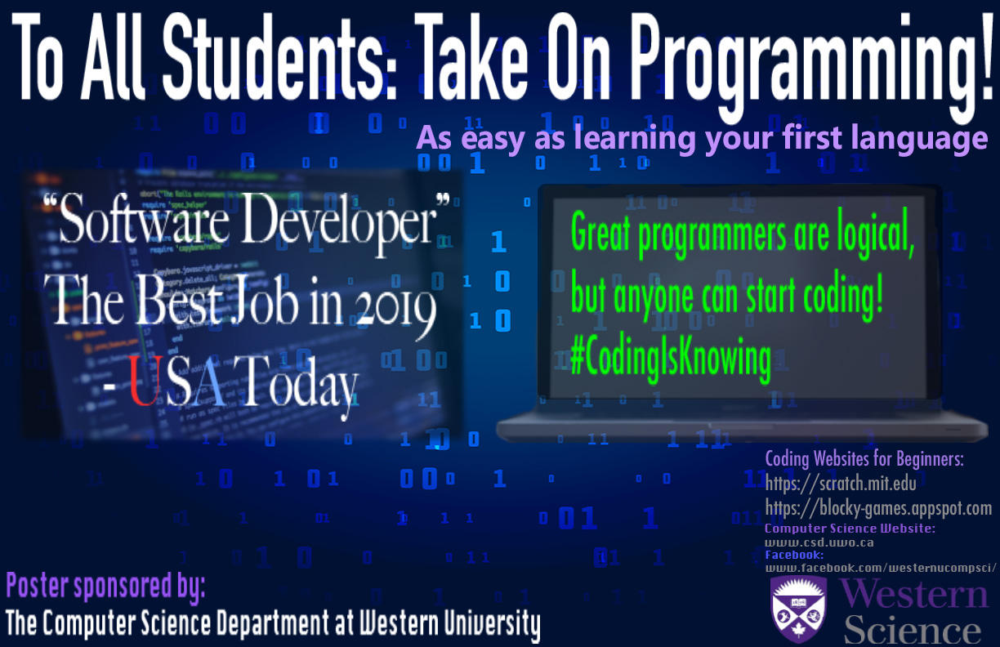 To All Students: Take On Programming!
As easy as learning your first language
“Software Developer”
The Best Job in 2019
- USA Today
Great programmers are logical,
but anyone can start coding!
#CodingIsKnowing
Coding Websites for Beginners:
https://scratch.mit.edu
https://blocky-games.appspot.com
Computer Science Website:
www.csd.uwo.ca
Facebook:
www.facebook.com/westernucompsci/
Poster sponsored by:
The Computer Science Department at Western University
Western
Science